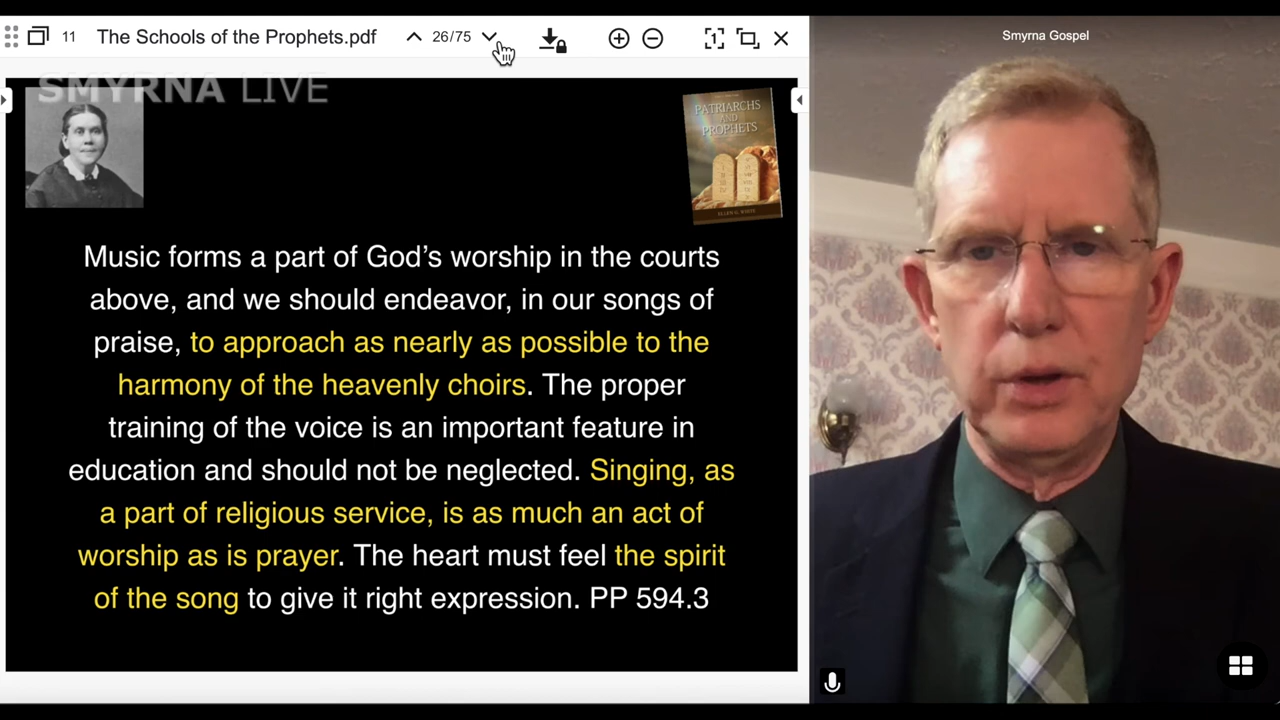 11 The Schools of the Prophets.pdf 26/75
Smyrna Gospel
SMYRNA LIVE
PATRIARCHS
AND
PROPHETS
ELLEN G. WHITE
Music forms a part of God’s worship in the courts
above, and we should endeavor, in our songs of
praise, to approach as nearly as possible to the
harmony of the heavenly choirs. The proper
training of the voice is an important feature in
education and should not be neglected. Singing, as
a part of religious service, is as much an act of
worship as is prayer. The heart must feel the spirit
of the song to give it right expression. PP 594.3